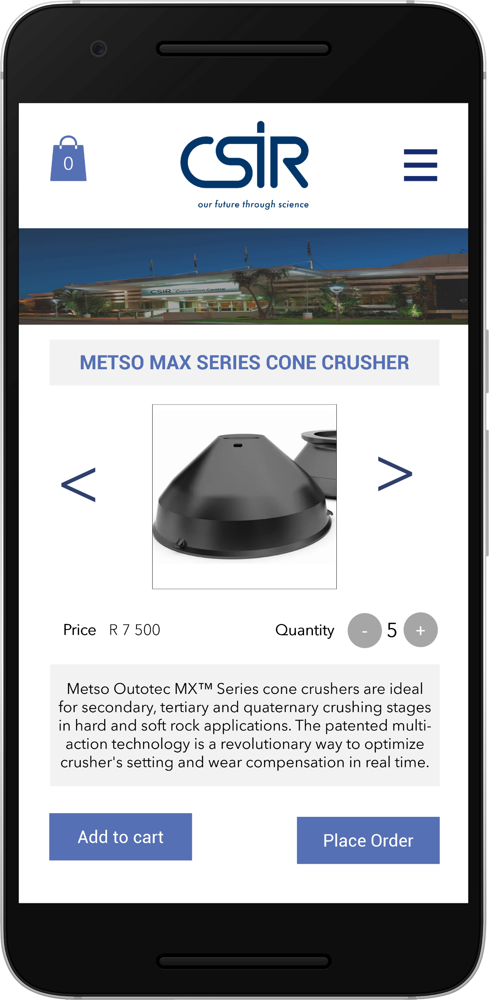 0
CSIR
our future through science
CSIR
Convention Centre
METSO MAX SERIES CONE CRUSHER
<
>
Price R 7 500
Quantity - 5 +
Metso Outotec MX™ Series cone crushers are ideal
for secondary, tertiary and quaternary crushing stages
in hard and soft rock applications. The patented multi-
action technology is a revolutionary way to optimize
crusher's setting and wear compensation in real time.
Add to cart
Place Order